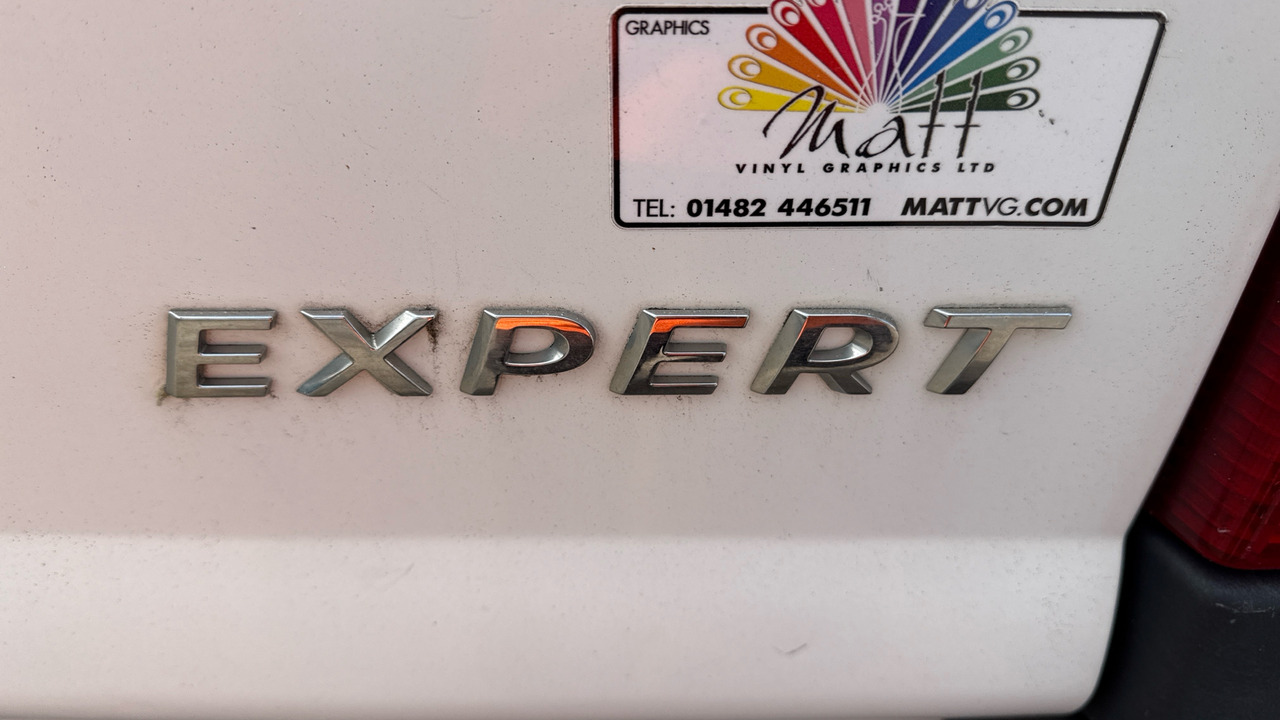 GRAPHICS
Matt
VINYL GRAPHICS LTD
TEL: 01482 446511 MATTVG.COM
EXPERT